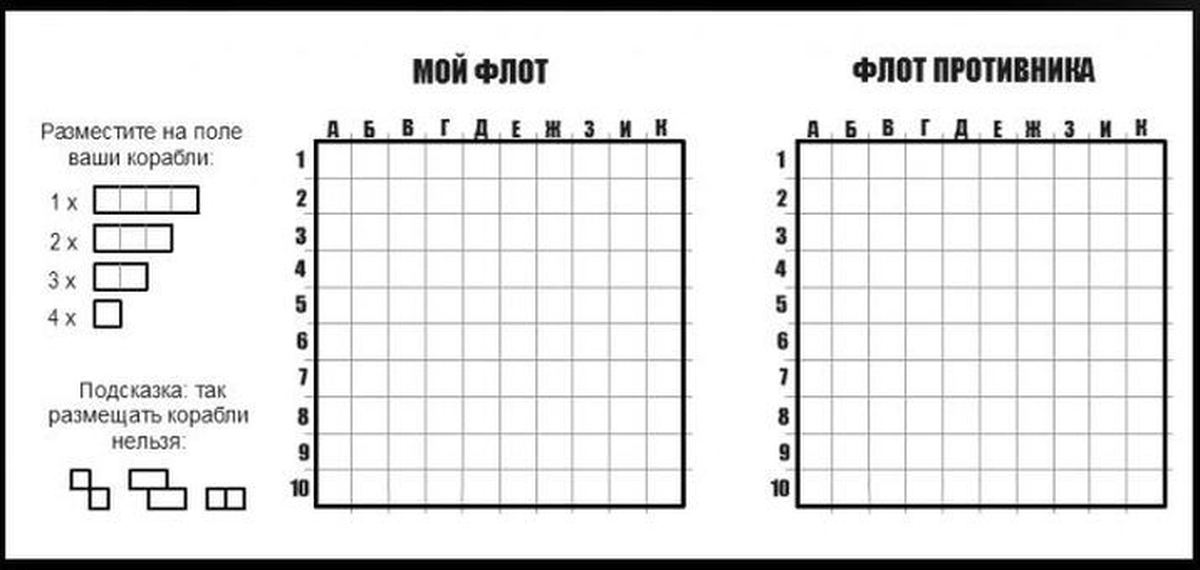 МОЙ ФЛОТ
ФЛОТ ПРОТИВНИКА
Разместите на поле
ваши корабли:
1 x
2 x
3 x
4 x
Подсказка: так
размещать корабли
нельзя:
А Б В Г Д Е Ж З И К
1
2
3
4
5
6
7
8
9
10
А Б В Г Д Е Ж З И К
1
2
3
4
5
6
7
8
9
10